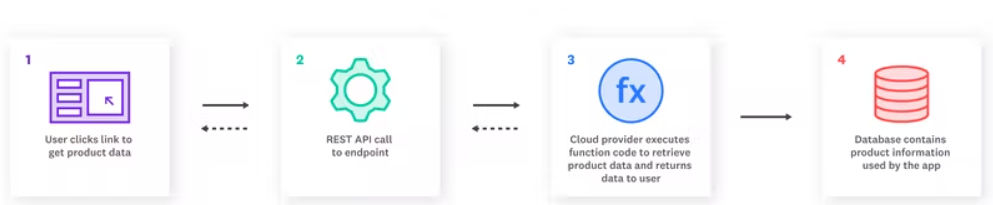 1
User clicks link to
get product data
2
REST API call
to endpoint
3
fx
Cloud provider executes
function code to retrieve
product data and returns
data to user
4
Database contains
product information
used by the app